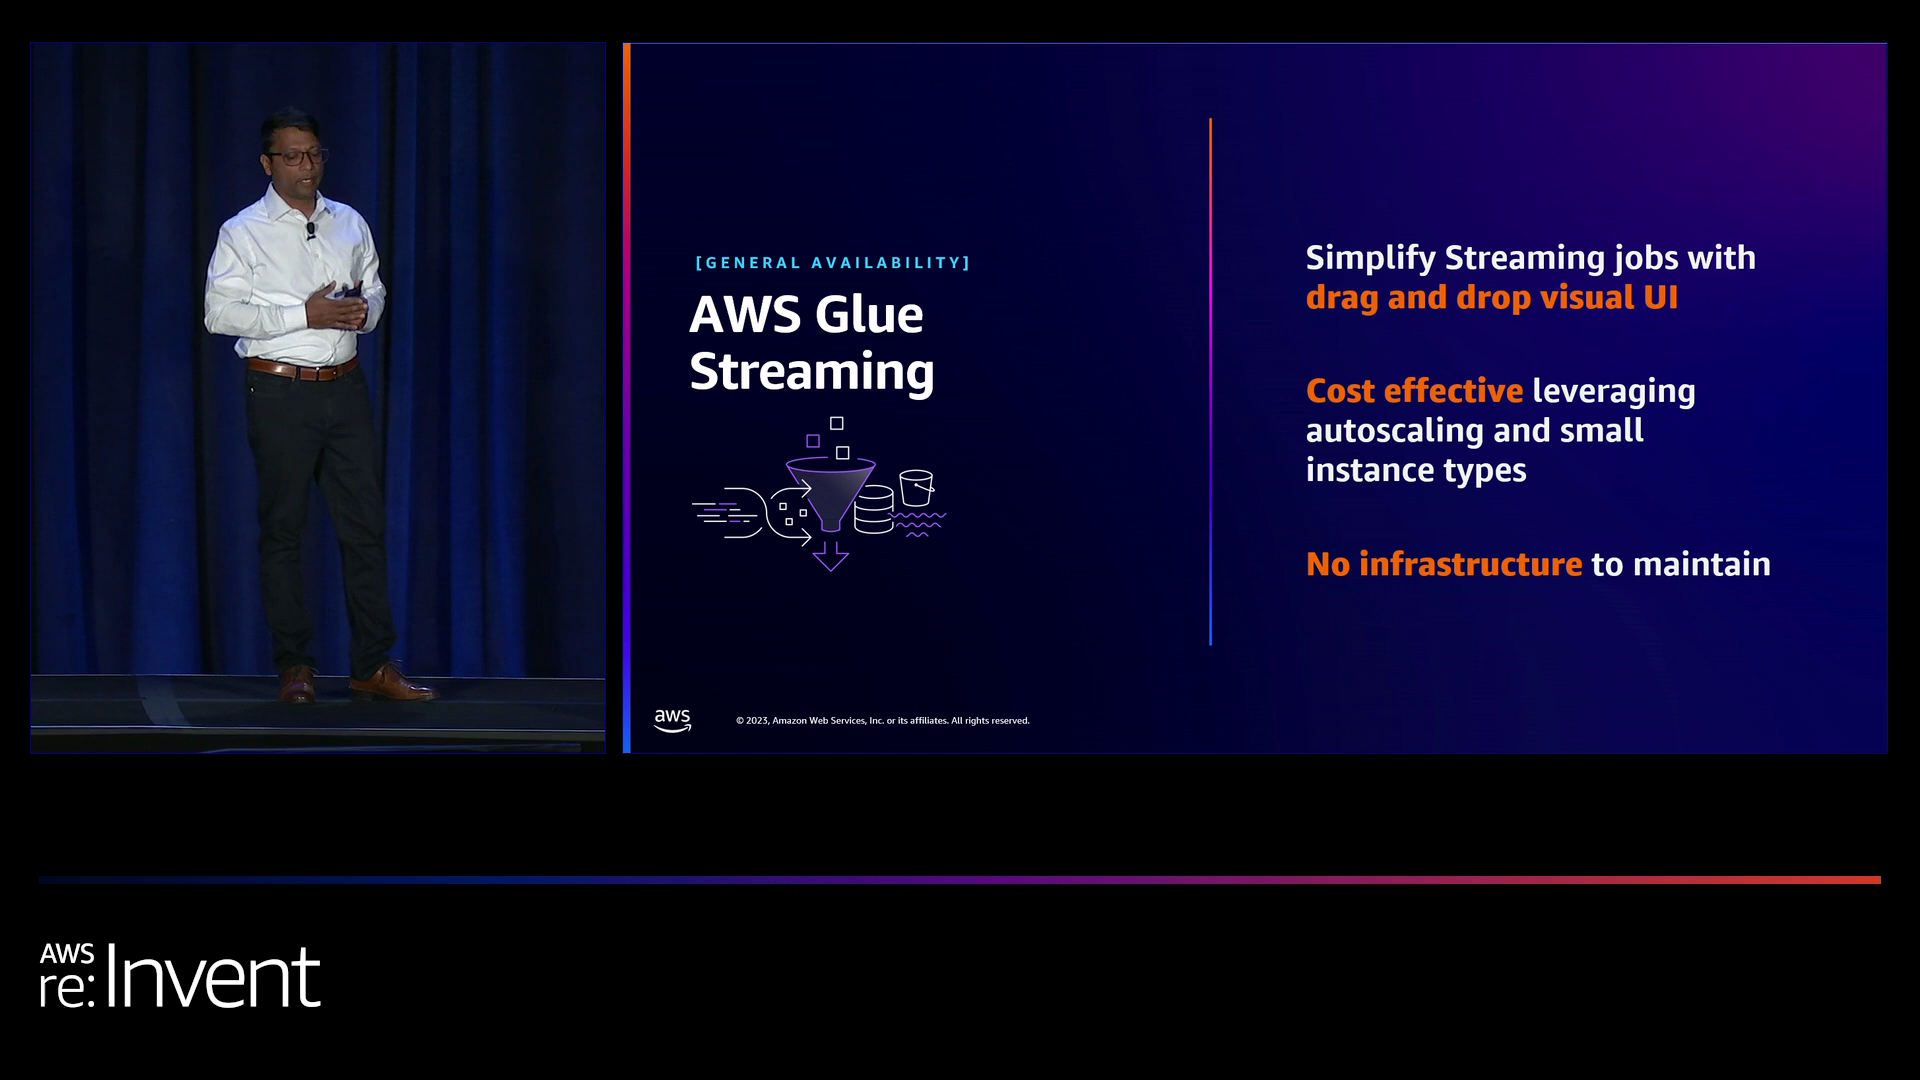 [GENERAL AVAILABILITY]
AWS Glue
Streaming
Simplify Streaming jobs with
drag and drop visual UI
Cost effective leveraging
autoscaling and small
instance types
No infrastructure to maintain
aws
© 2023, Amazon Web Services, Inc. or its affiliates. All rights reserved.
AWS
re:Invent